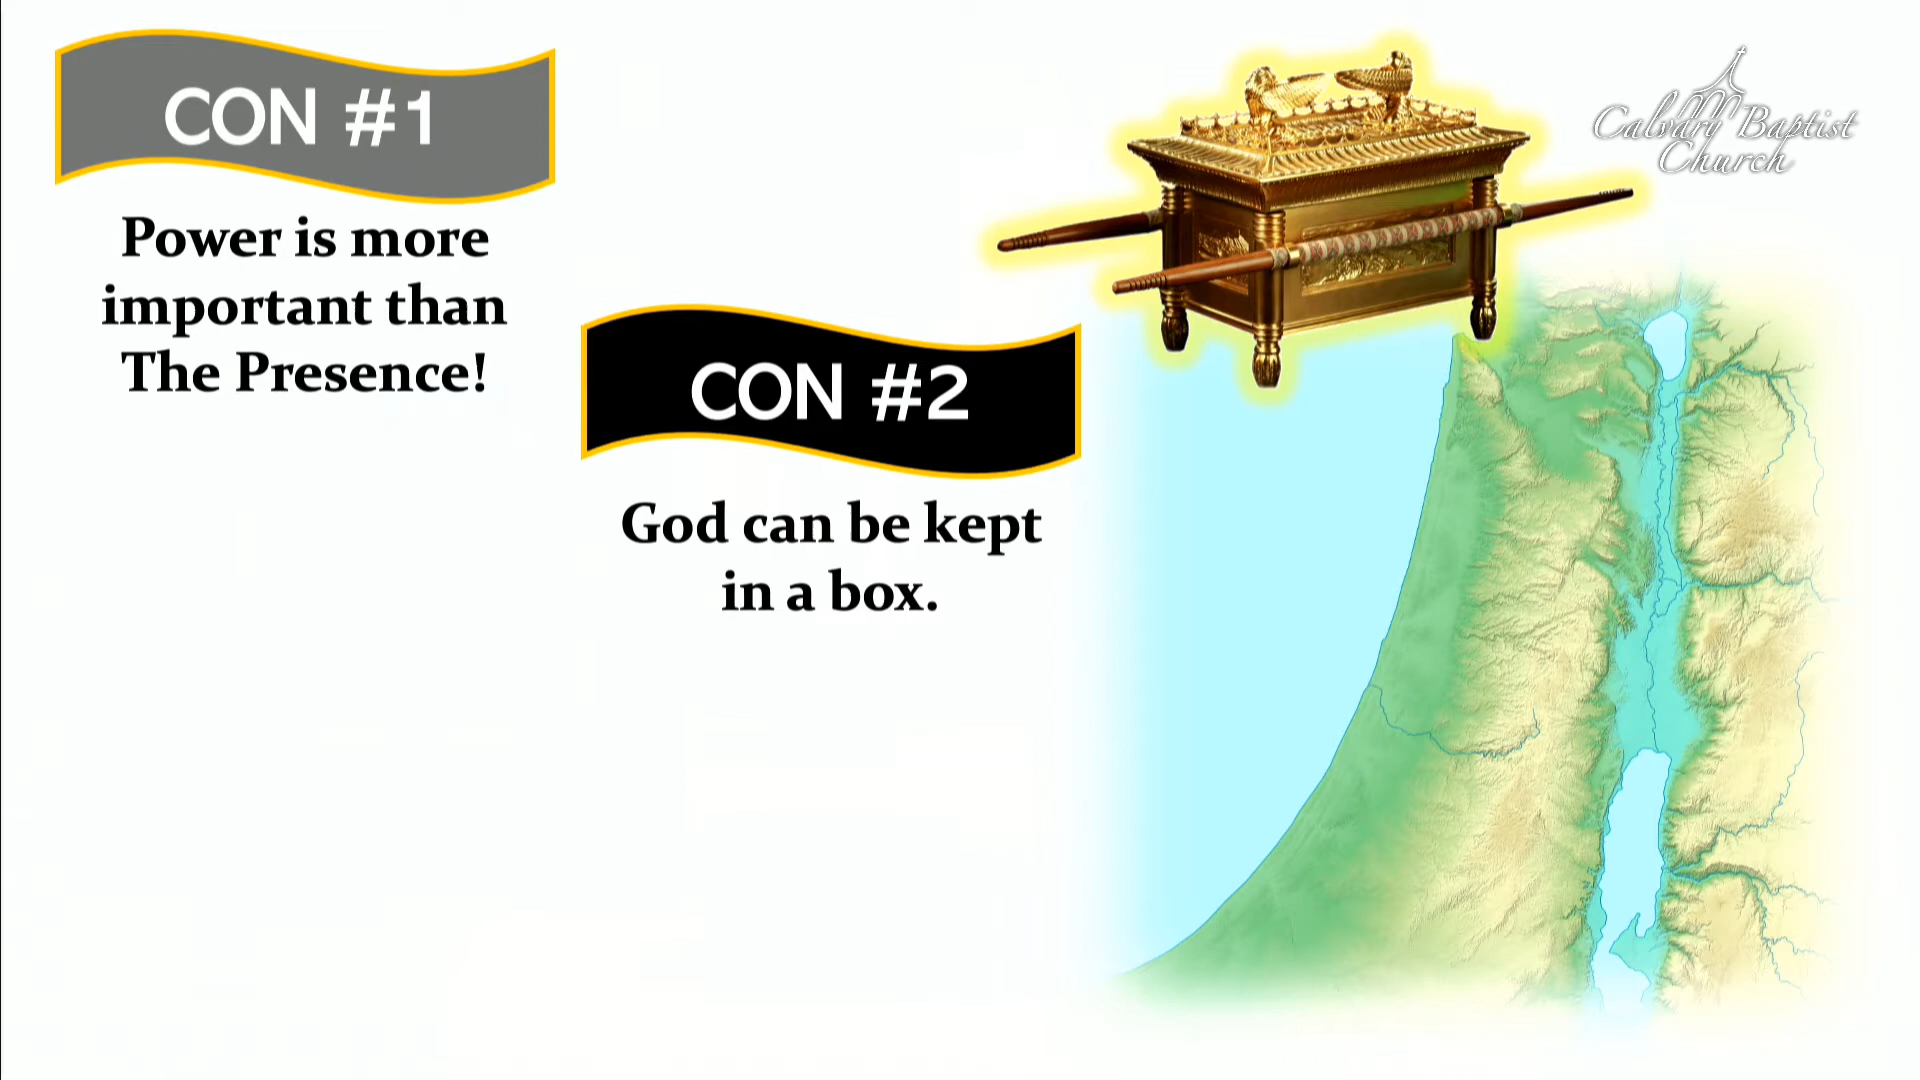 CON #1
Power is more
important than
The Presence!
CON #2
God can be kept
in a box.
Calvary Baptist
Church